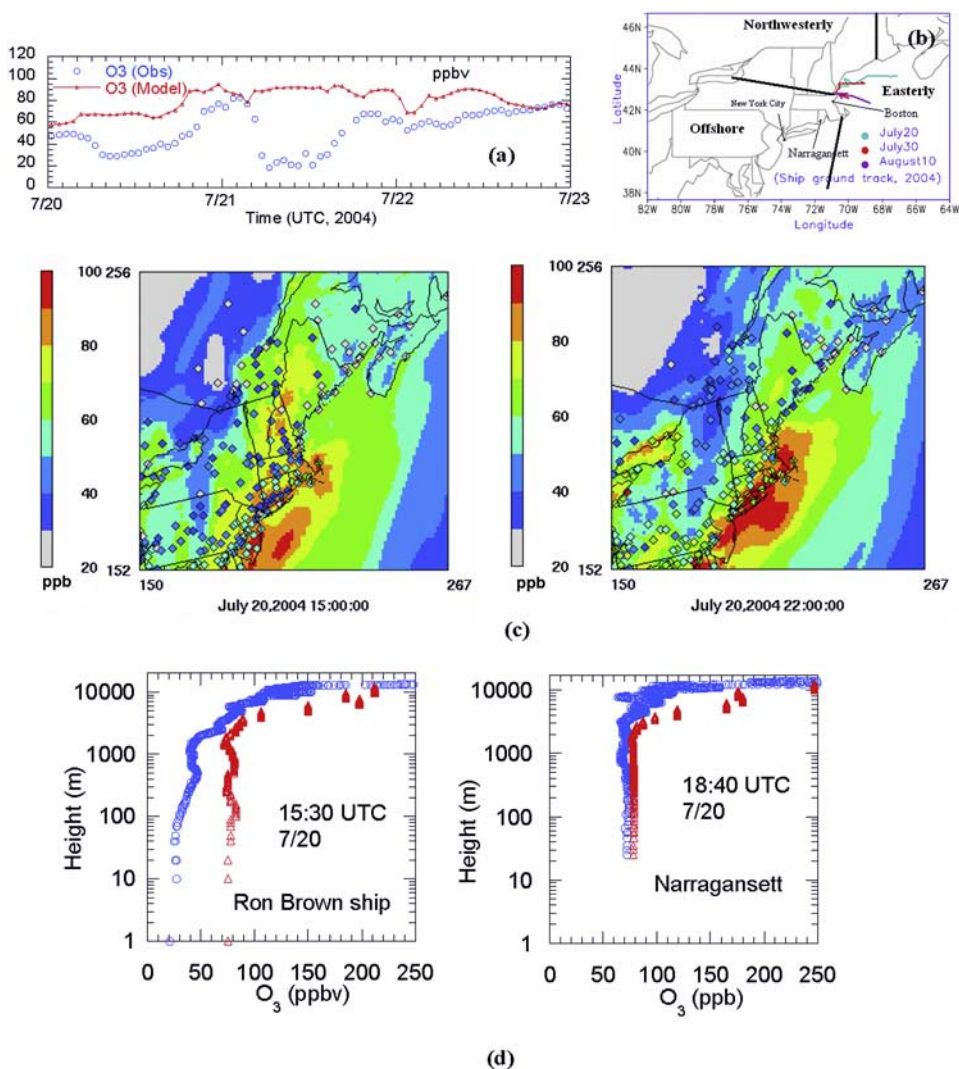 120
100
80
60
40
20
0
O3 (Obs)
O3 (Model)
ppbv
(a)
7/20
7/21
7/22
7/23
Time (UTC, 2004)
46N
44N
42N
40N
38N
Latitude
Northwesterly
(b)
Easterly
New York City
Boston
Offshore
Narragansett
July20
July30
August10
(Ship ground track, 2004)
82W 80W 78W 76W 74W 72W 70W 68W 66W 64W
Longitude
100
80
60
40
20
ppb
256
152
150
267
July 20,2004 15:00:00
100
80
60
40
20
ppb
256
152
150
267
July 20,2004 22:00:00
(c)
10000
1000
100
10
1
Height (m)
15:30 UTC
7/20
Ron Brown ship
0 50 100 150 200 250
O3 (ppbv)
10000
1000
100
10
1
Height (m)
18:40 UTC
7/20
Narragansett
0 50 100 150 200 250
O3 (ppb)
(d)